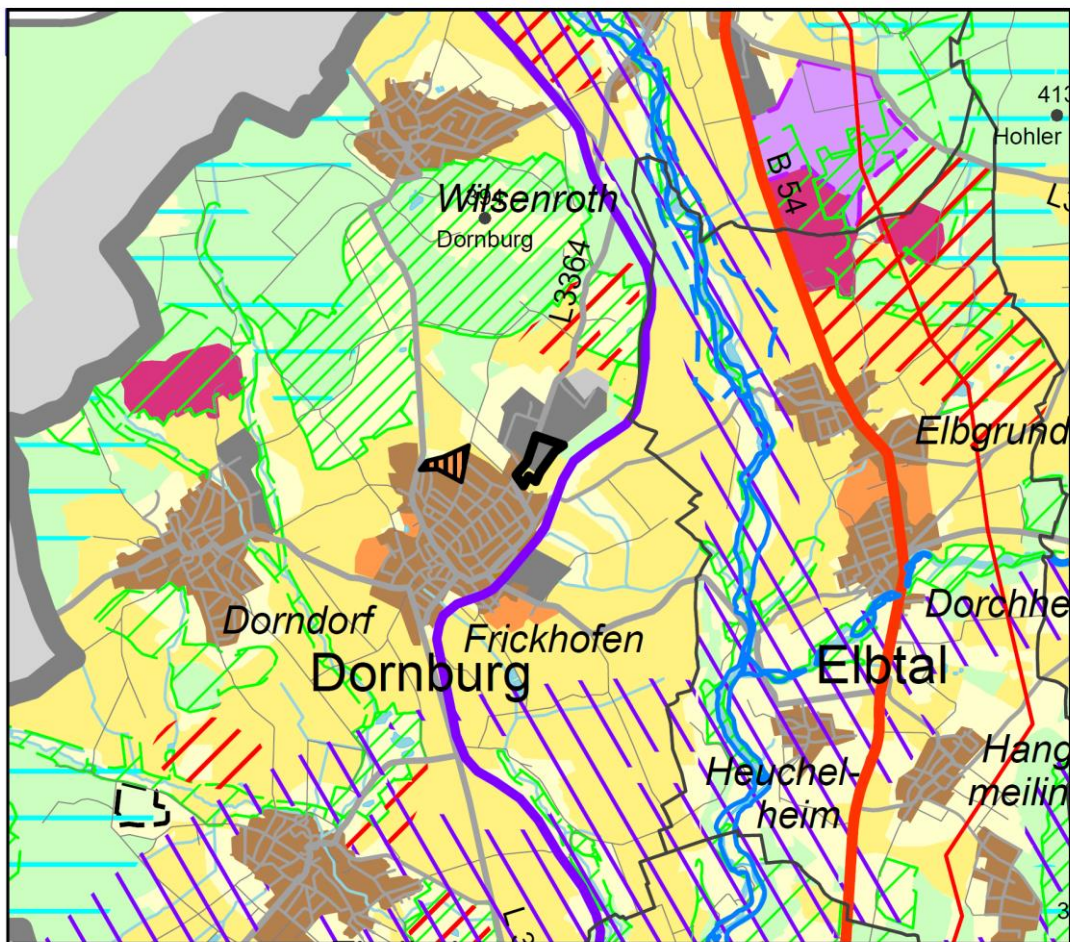 413
Hohler
B 54
Wilsenroth
Dornburg
L3364
Elbgrund
Dorndorf
Frickhofen
Dorchhe
Dornburg
Elbtal
Heuchel-
heim
Hang
meilin